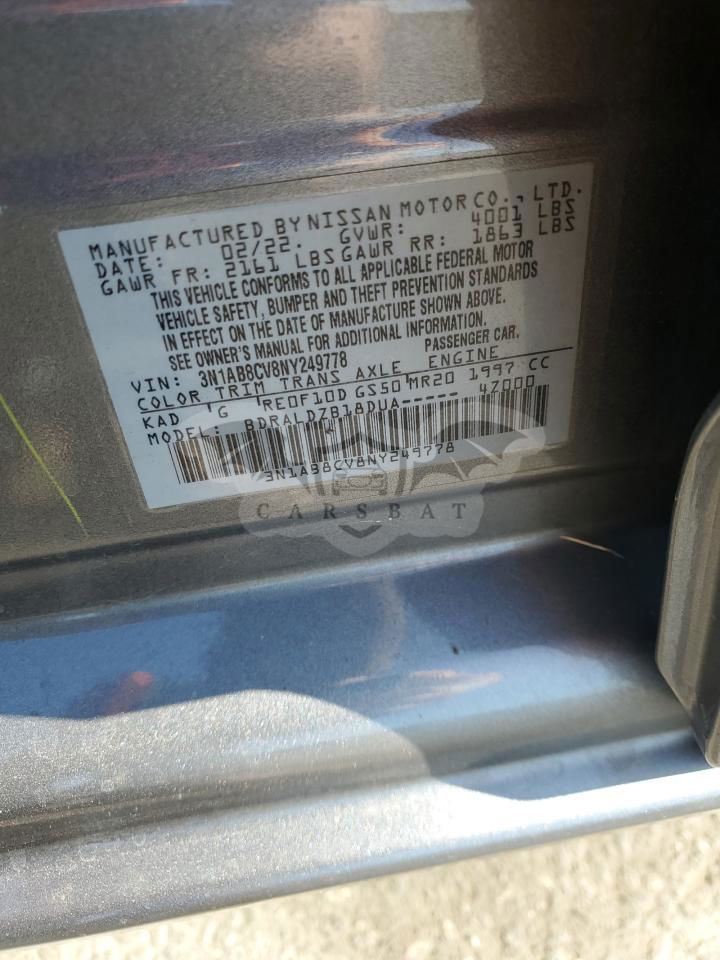 MANUFACTURED BY NISSAN MOTOR CO., LTD.
DATE: 02/22. GVWR: 4001 LBS
GAWR FR: 2161 LBS GAWR RR: 1863 LBS
THIS VEHICLE CONFORMS TO ALL APPLICABLE FEDERAL MOTOR
VEHICLE SAFETY, BUMPER AND THEFT PREVENTION STANDARDS
IN EFFECT ON THE DATE OF MANUFACTURE SHOWN ABOVE.
SEE OWNER'S MANUAL FOR ADDITIONAL INFORMATION.
VIN: 3N1AB8CV8NY249778 PASSENGER CAR.
COLOR TRIM TRANS AXLE ENGINE
KAD G RE0F10D GS50 MR20 1997 CC
MODEL: BDRALDZB18DUA------ 4Z000
3N1AB8CV8NY249778
CARSBAT